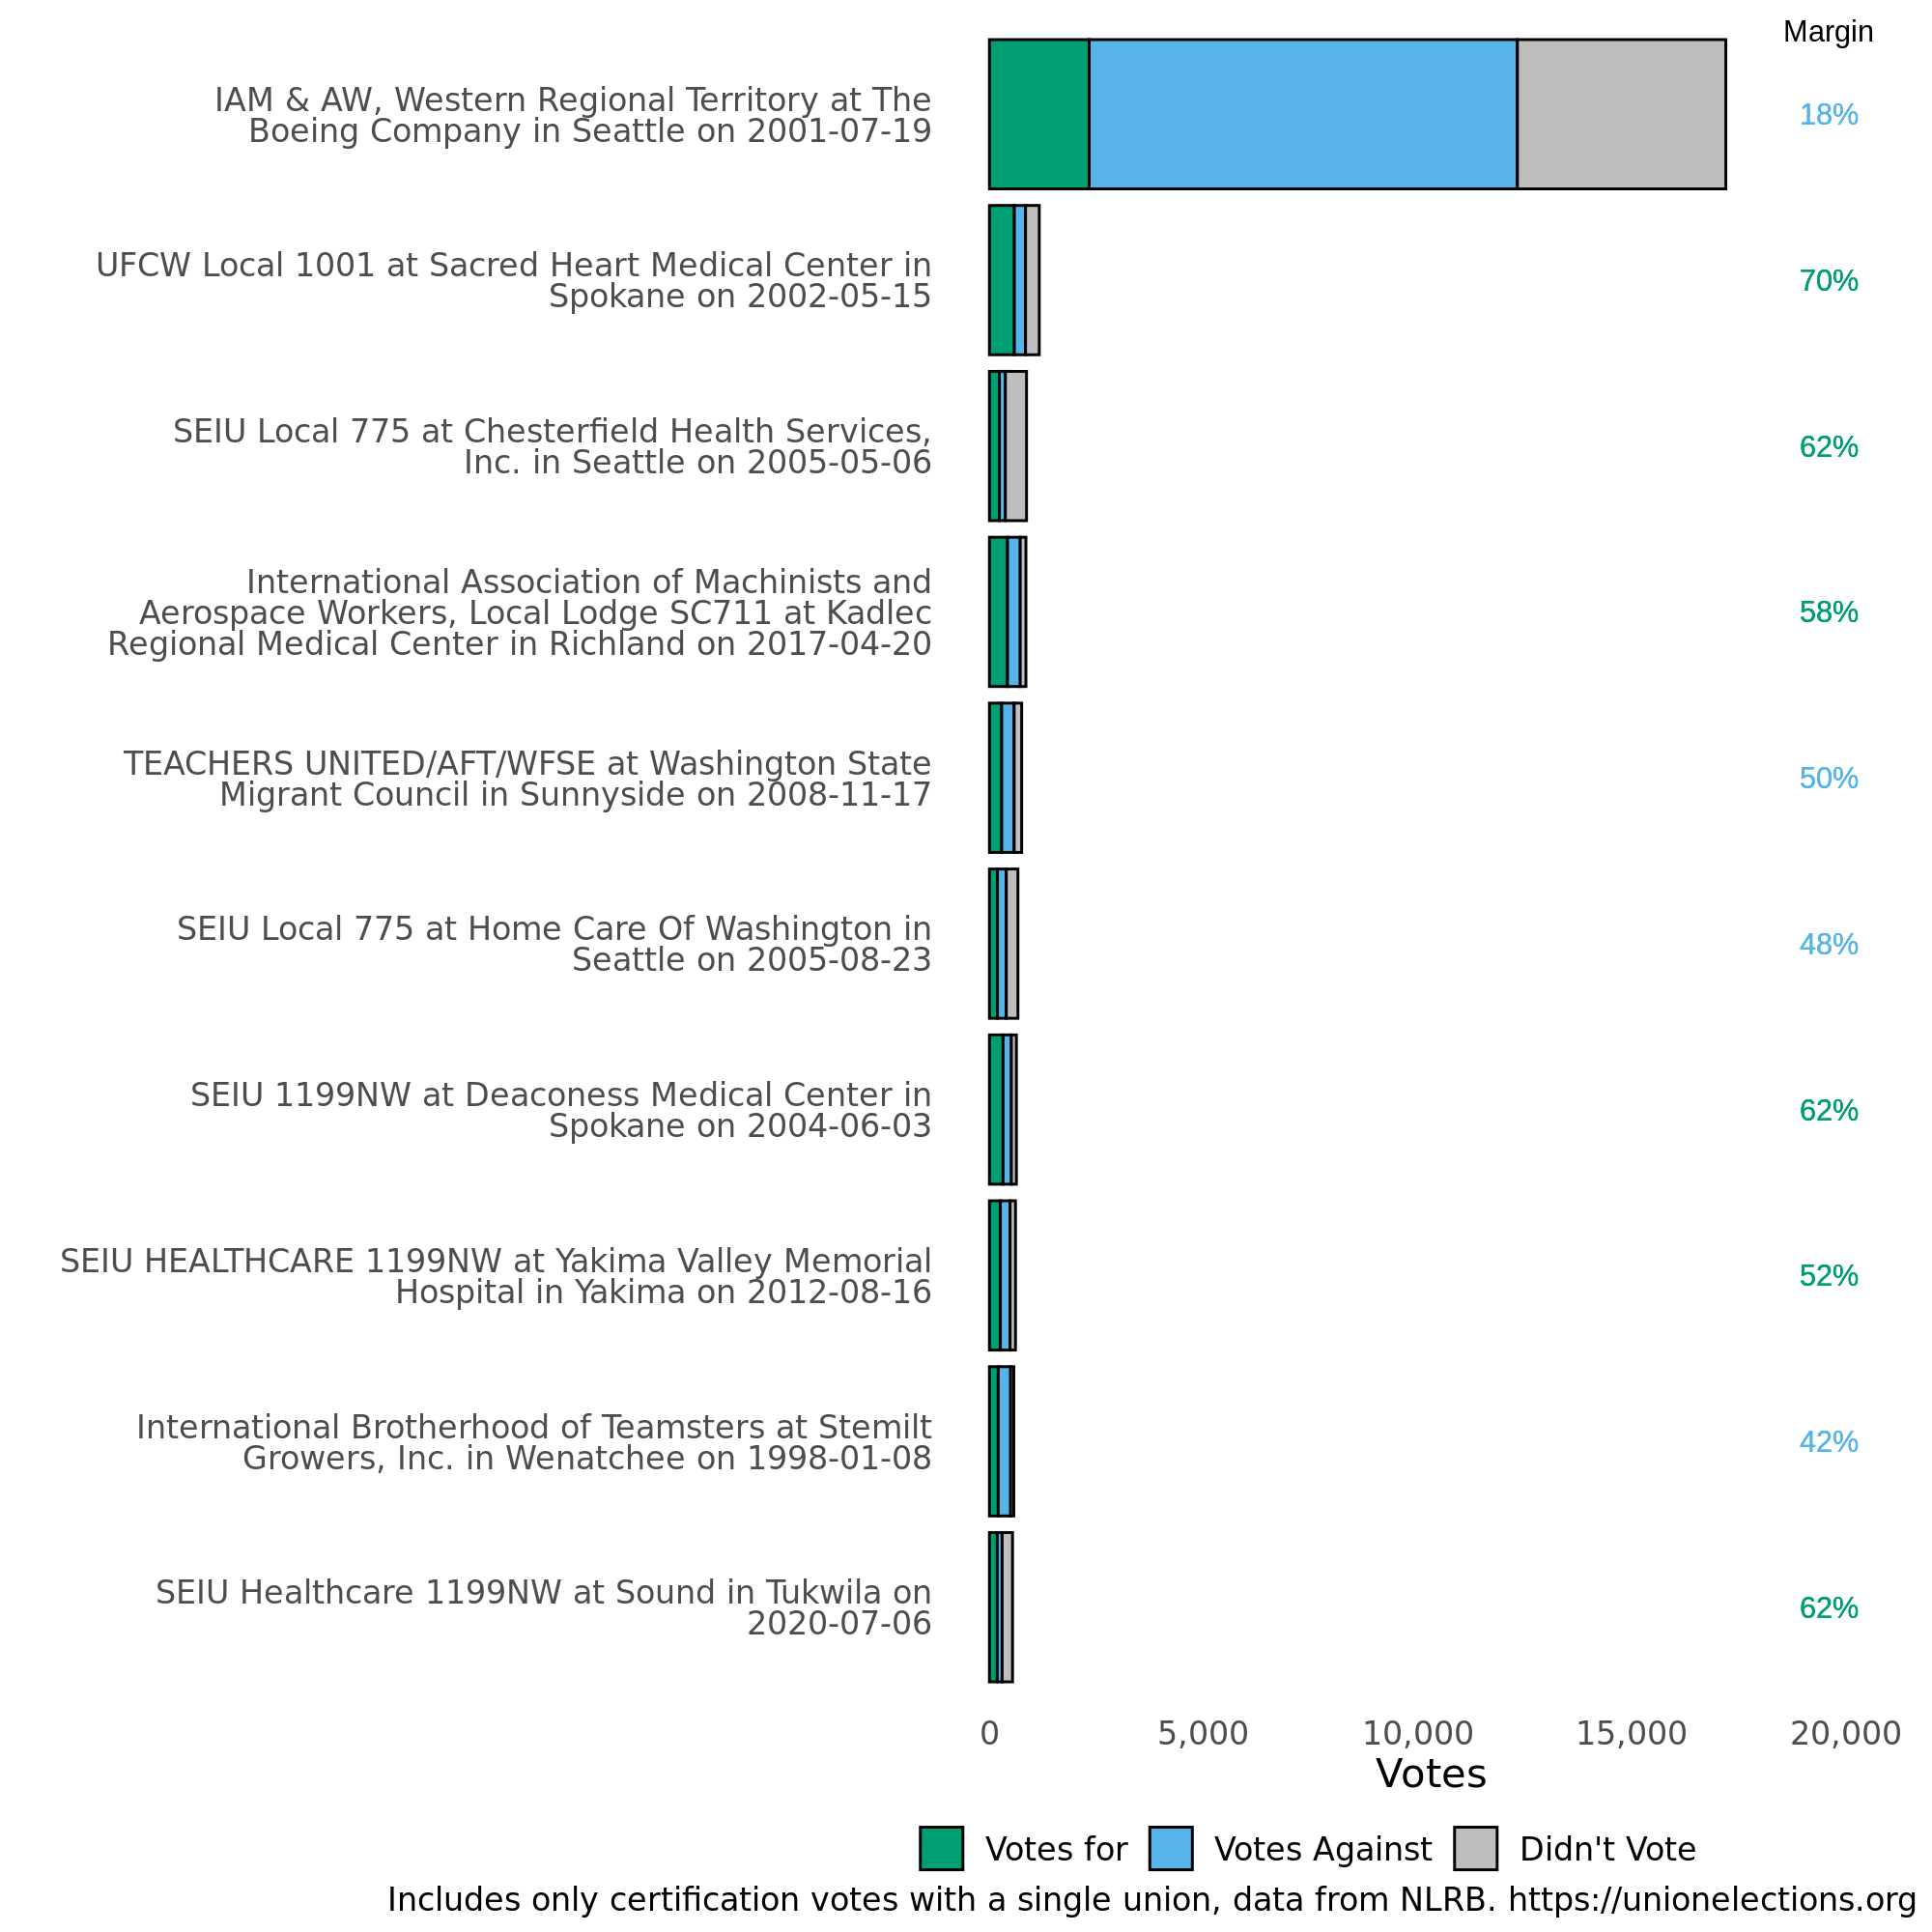 Margin
IAM & AW, Western Regional Territory at The
Boeing Company in Seattle on 2001-07-19
18%
UFCW Local 1001 at Sacred Heart Medical Center in
Spokane on 2002-05-15
70%
SEIU Local 775 at Chesterfield Health Services,
Inc. in Seattle on 2005-05-06
62%
International Association of Machinists and
Aerospace Workers, Local Lodge SC711 at Kadlec
Regional Medical Center in Richland on 2017-04-20
58%
TEACHERS UNITED/AFT/WFSE at Washington State
Migrant Council in Sunnyside on 2008-11-17
50%
SEIU Local 775 at Home Care Of Washington in
Seattle on 2005-08-23
48%
SEIU 1199NW at Deaconess Medical Center in
Spokane on 2004-06-03
62%
SEIU HEALTHCARE 1199NW at Yakima Valley Memorial
Hospital in Yakima on 2012-08-16
52%
International Brotherhood of Teamsters at Stemilt
Growers, Inc. in Wenatchee on 1998-01-08
42%
SEIU Healthcare 1199NW at Sound in Tukwila on
2020-07-06
62%
0 5,000 10,000 15,000 20,000
Votes
Votes for Votes Against Didn't Vote
Includes only certification votes with a single union, data from NLRB. https://unionelections.org